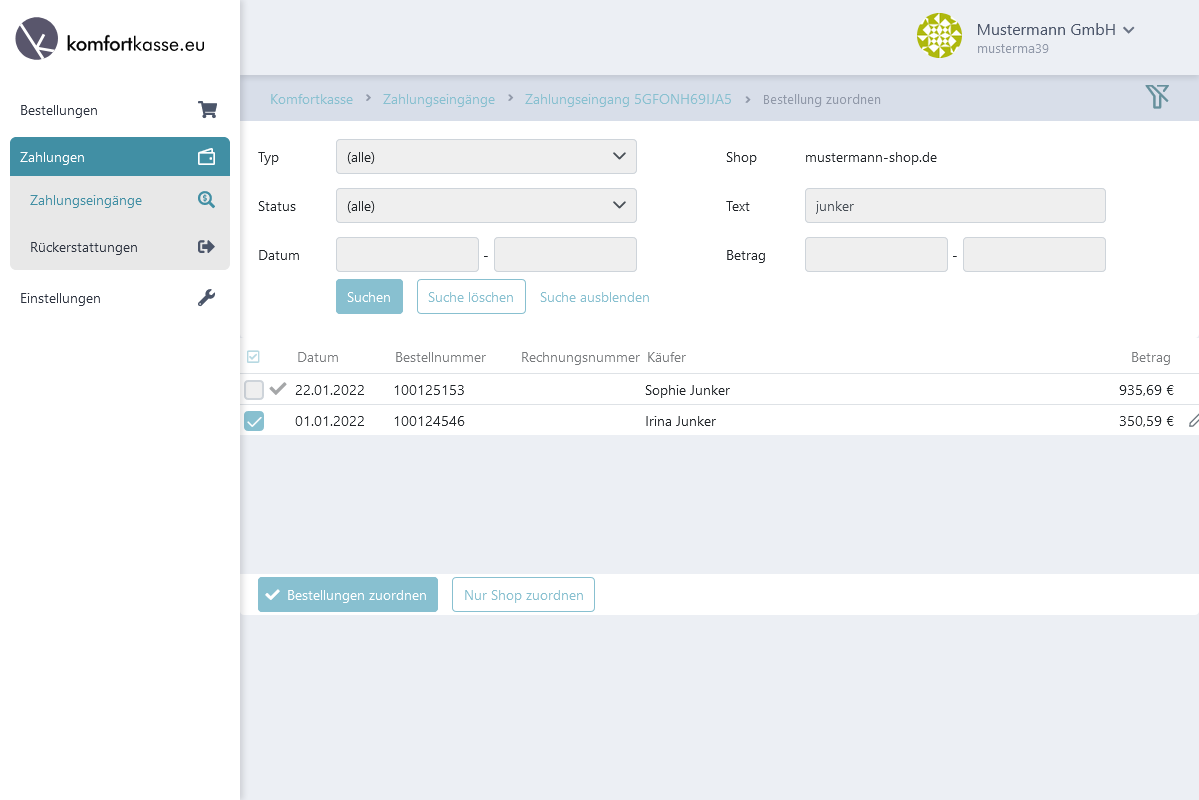 komfortkasse.eu
Mustermann GmbH
musterma39
Bestellungen
Zahlungen
Zahlungseingänge
Rückerstattungen
Einstellungen
Komfortkasse > Zahlungseingänge > Zahlungseingang 5GFONH69IJA5 > Bestellung zuordnen
Typ (alle) Shop mustermann-shop.de
Status (alle) Text junker
Datum - Betrag -
Suchen Suche löschen Suche ausblenden
Datum Bestellnummer Rechnungsnummer Käufer Betrag
22.01.2022 100125153 Sophie Junker 935,69 €
01.01.2022 100124546 Irina Junker 350,59 €
Bestellungen zuordnen Nur Shop zuordnen